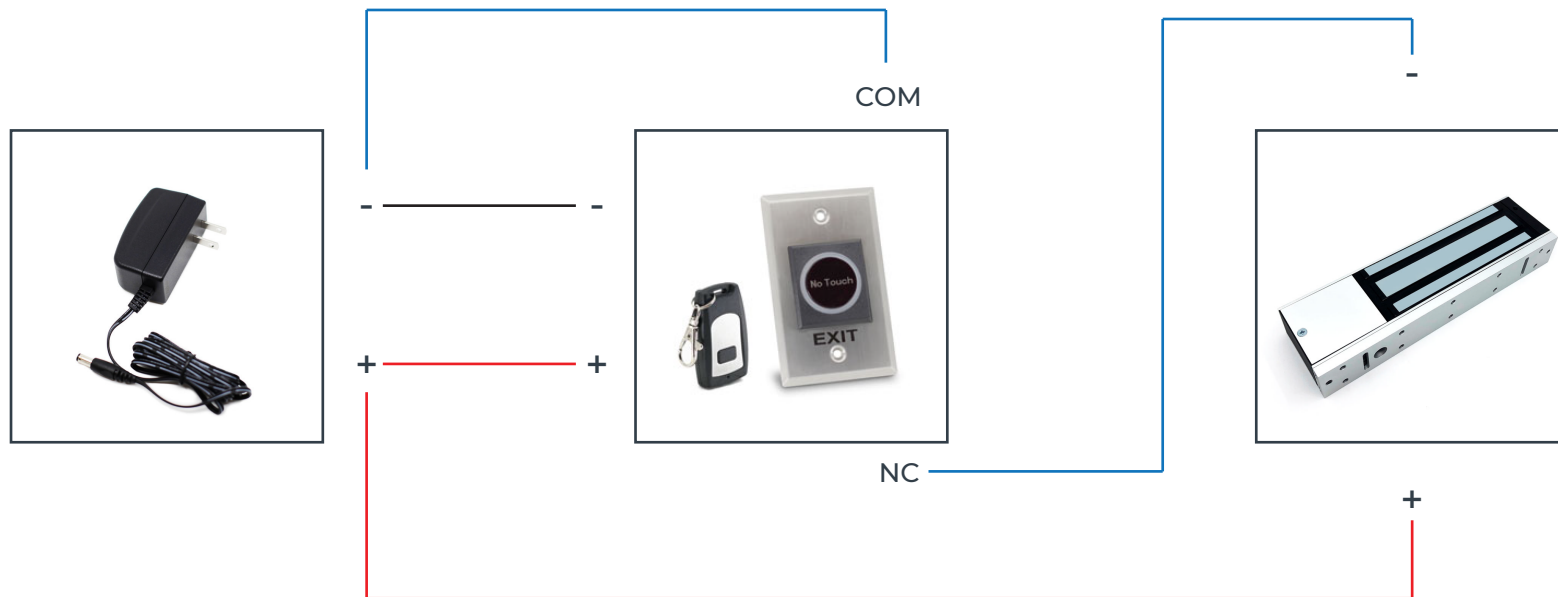 COM
-
- -
No Touch
EXIT
+ +
NC
+